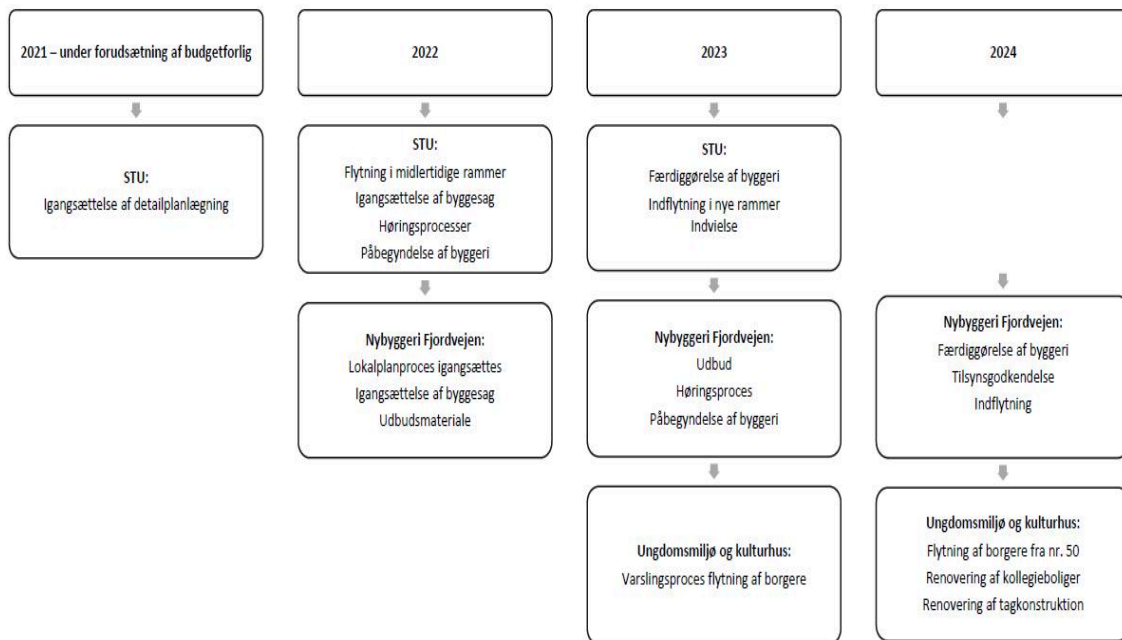 2021 – under forudsætning af budgetforlig
STU:
Igangsættelse af detailplanlægning
2022
STU:
Flytning i midlertidige rammer
Igangsættelse af byggesag
Høringsprocesser
Påbegyndelse af byggeri
Nybyggeri Fjordvejen:
Lokalplanproces igangsættes
Igangsættelse af byggesag
Udbudsmateriale
2023
STU:
Færdiggørelse af byggeri
Indflytning i nye rammer
Indvielse
Nybyggeri Fjordvejen:
Udbud
Høringsproces
Påbegyndelse af byggeri
Ungdomsmiljø og kulturhus:
Varslingsproces flytning af borgere
2024
Nybyggeri Fjordvejen:
Færdiggørelse af byggeri
Tilsynsgodkendelse
Indflytning
Ungdomsmiljø og kulturhus:
Flytning af borgere fra nr. 50
Renovering af kollegieboliger
Renovering af tagkonstruktion